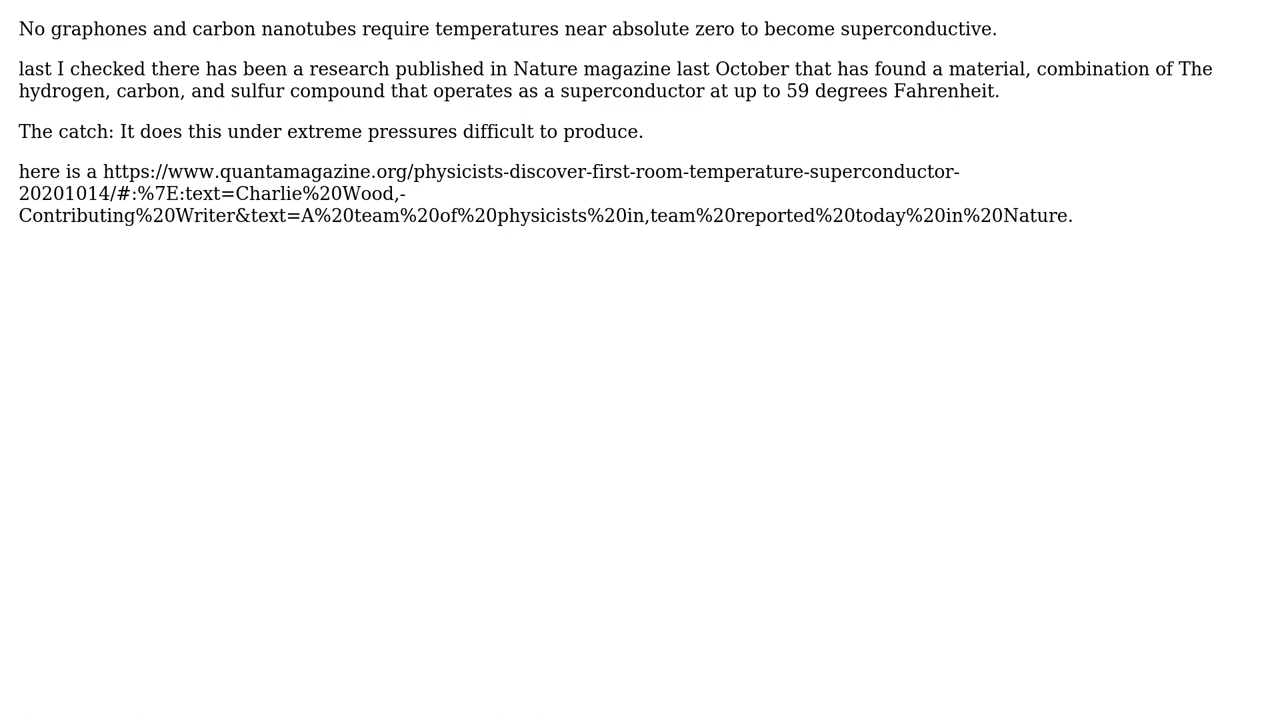 No graphones and carbon nanotubes require temperatures near absolute zero to become superconductive.
last I checked there has been a research published in Nature magazine last October that has found a material, combination of The
hydrogen, carbon, and sulfur compound that operates as a superconductor at up to 59 degrees Fahrenheit.
The catch: It does this under extreme pressures difficult to produce.
here is a https://www.quantamagazine.org/physicists-discover-first-room-temperature-superconductor-
20201014/#:%7E:text=Charlie%20Wood,-
Contributing%20Writer&text=A%20team%20of%20physicists%20in,team%20reported%20today%20in%20Nature.